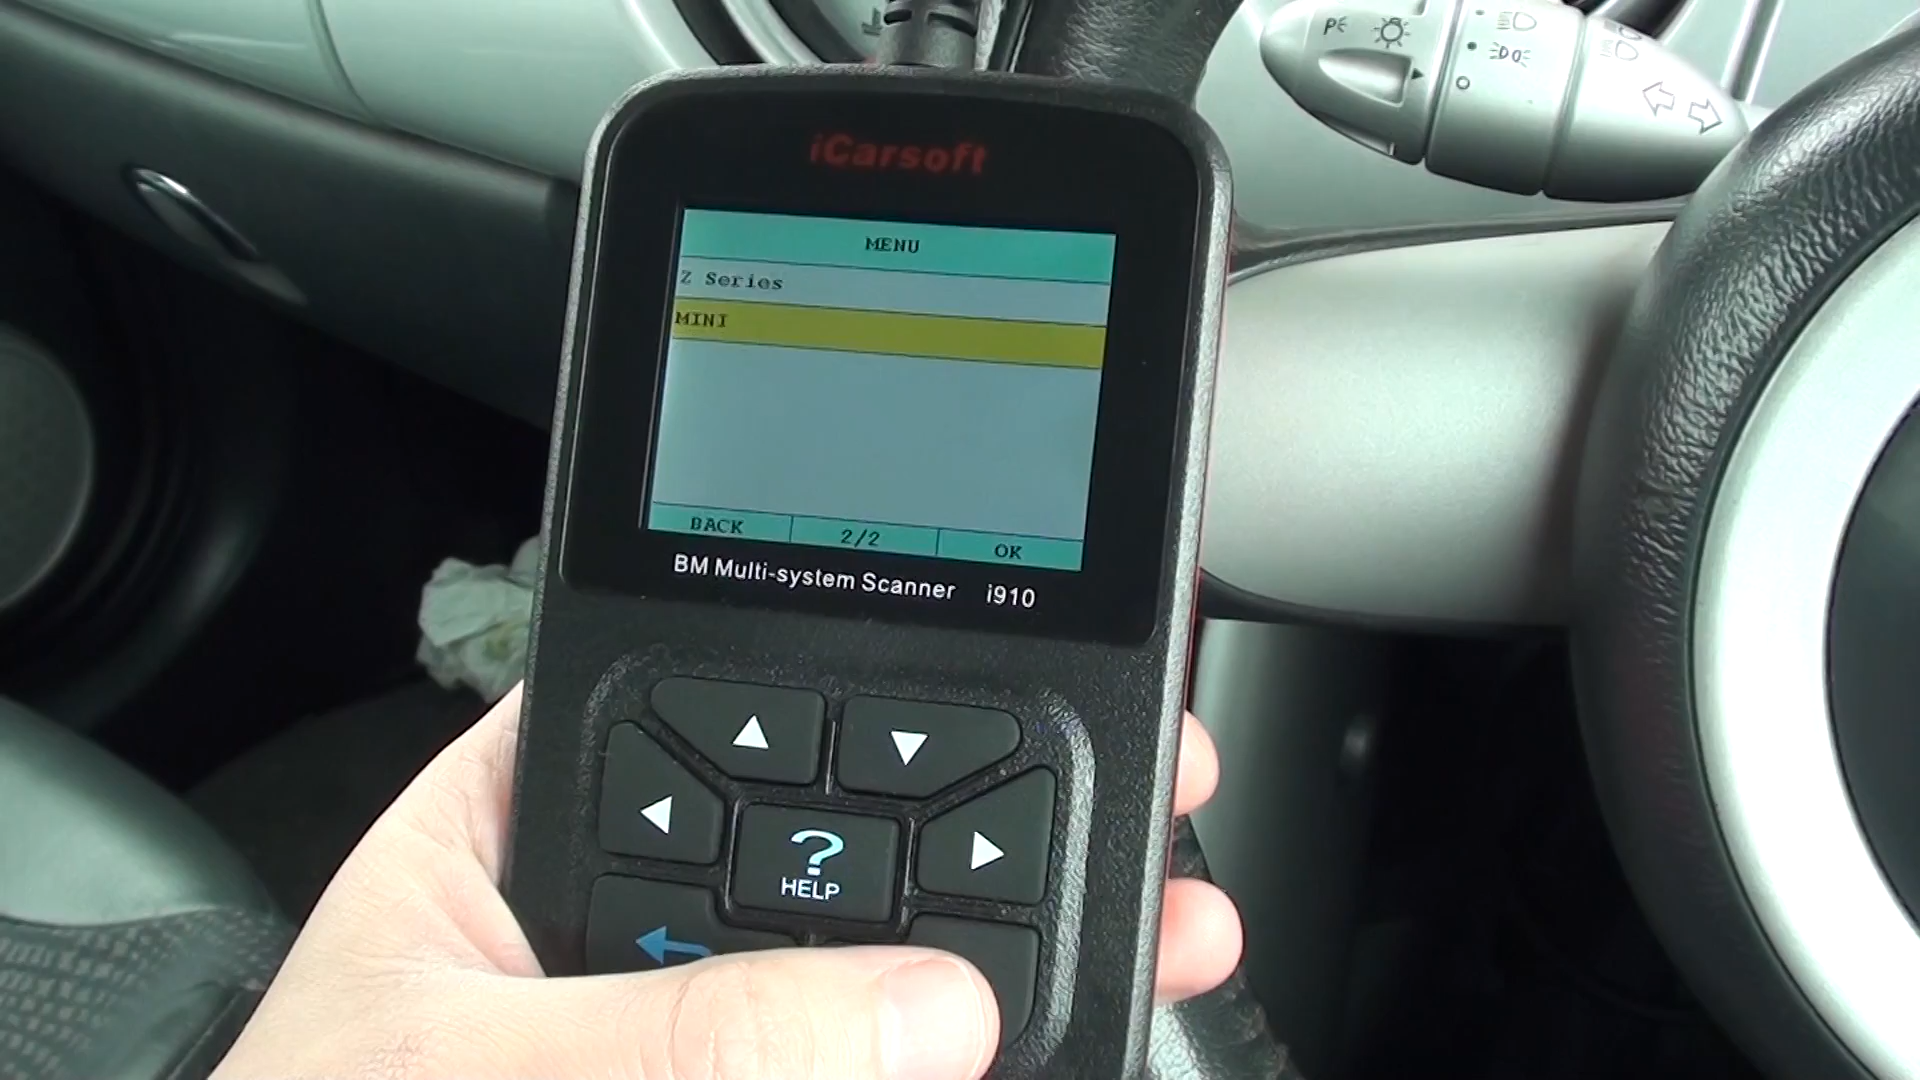 iCarsoft
MENU
Z Series
MINI
BACK 2/2 OK
BM Multi-system Scanner i910
?
HELP